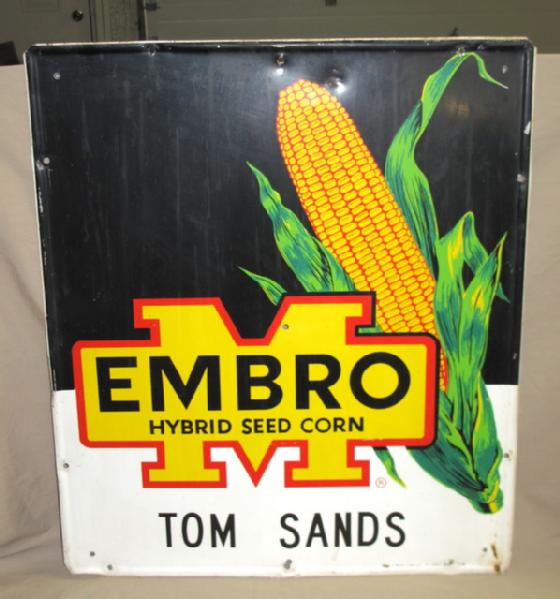 M
EMBRO
HYBRID SEED CORN
®
TOM SANDS